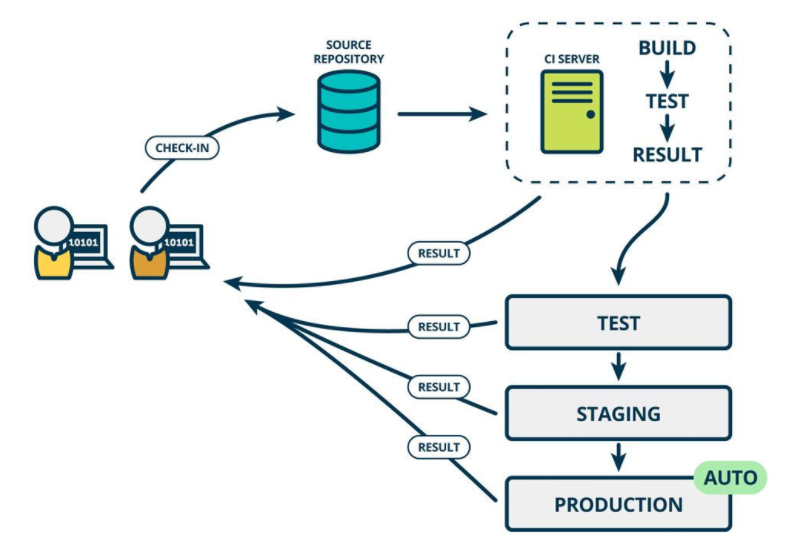 SOURCE
REPOSITORY
CI SERVER
BUILD
TEST
RESULT
CHECK-IN
10101
10101
RESULT
RESULT
TEST
RESULT
STAGING
RESULT
AUTO
PRODUCTION